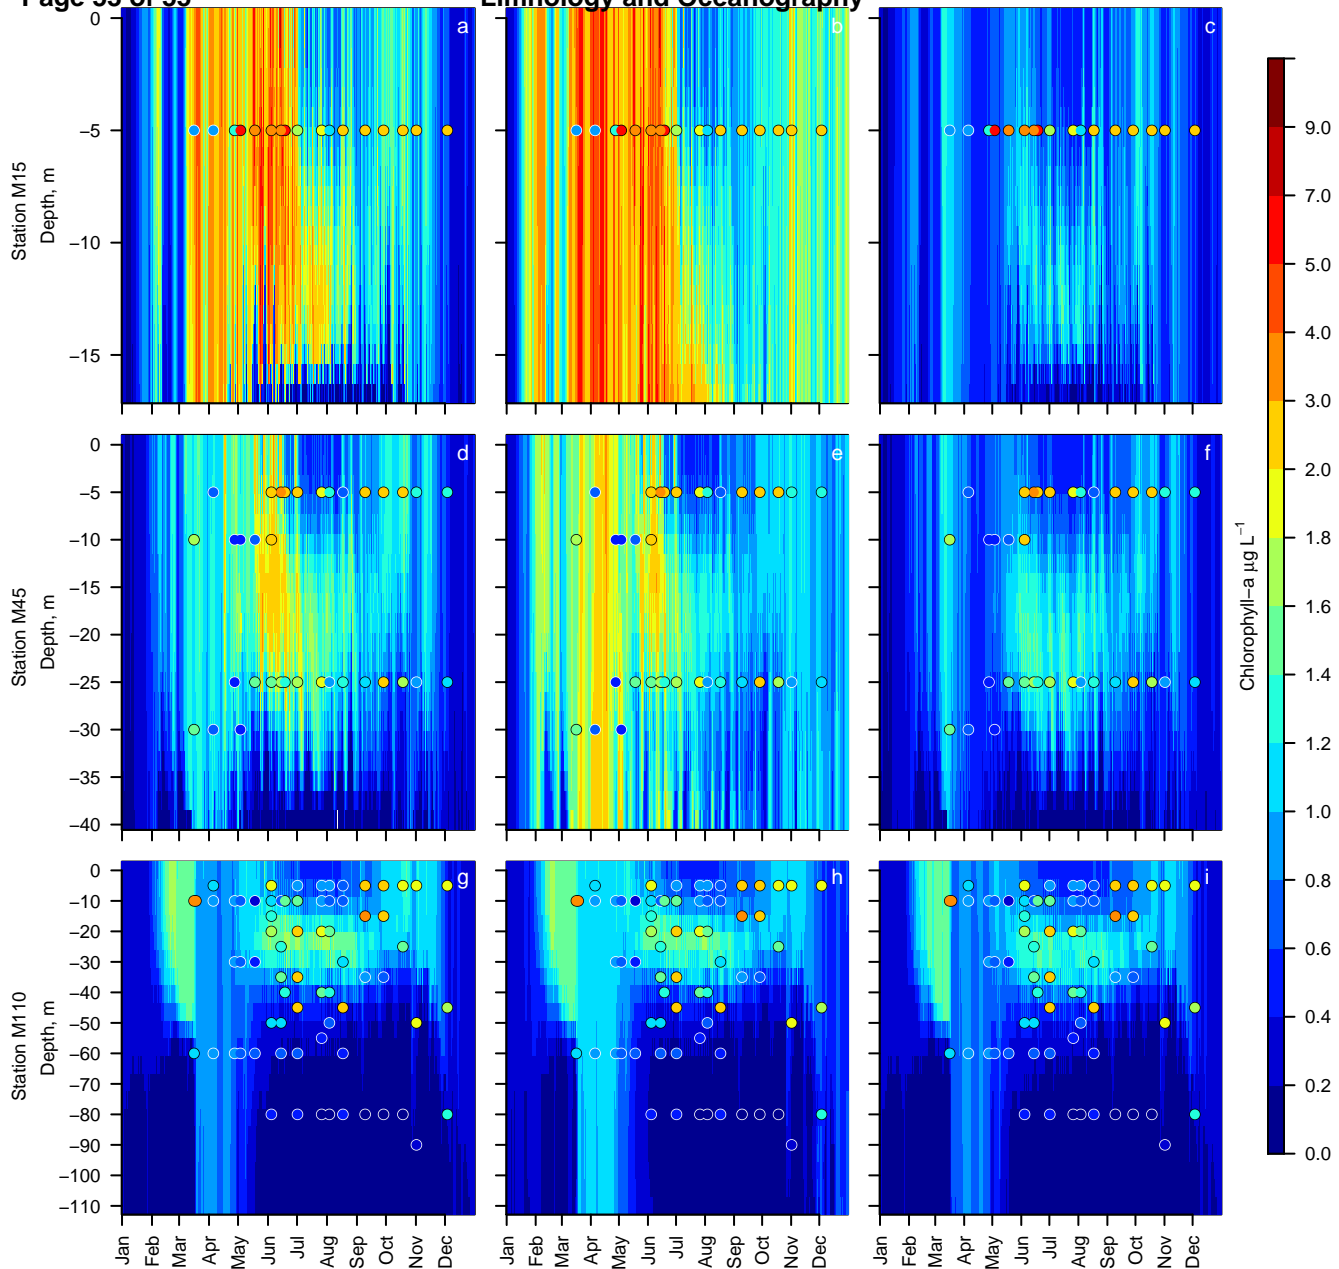 Page 35 of 35 Limnology and Oceanography
a b c
Station M15
Depth, m
0
−5
−10
−15
d e f
Station M45
Depth, m
0
−5
−10
−15
−20
−25
−30
−35
−40
g h i
Station M110
Depth, m
0
−10
−20
−30
−40
−50
−60
−70
−80
−90
−100
−110
Jan Feb Mar Apr May Jun Jul Aug Sep Oct Nov Dec
Jan Feb Mar Apr May Jun Jul Aug Sep Oct Nov Dec
Jan Feb Mar Apr May Jun Jul Aug Sep Oct Nov Dec
Chlorophyll−a μg L−1
9.0
7.0
5.0
4.0
3.0
2.0
1.8
1.6
1.4
1.2
1.0
0.8
0.6
0.4
0.2
0.0